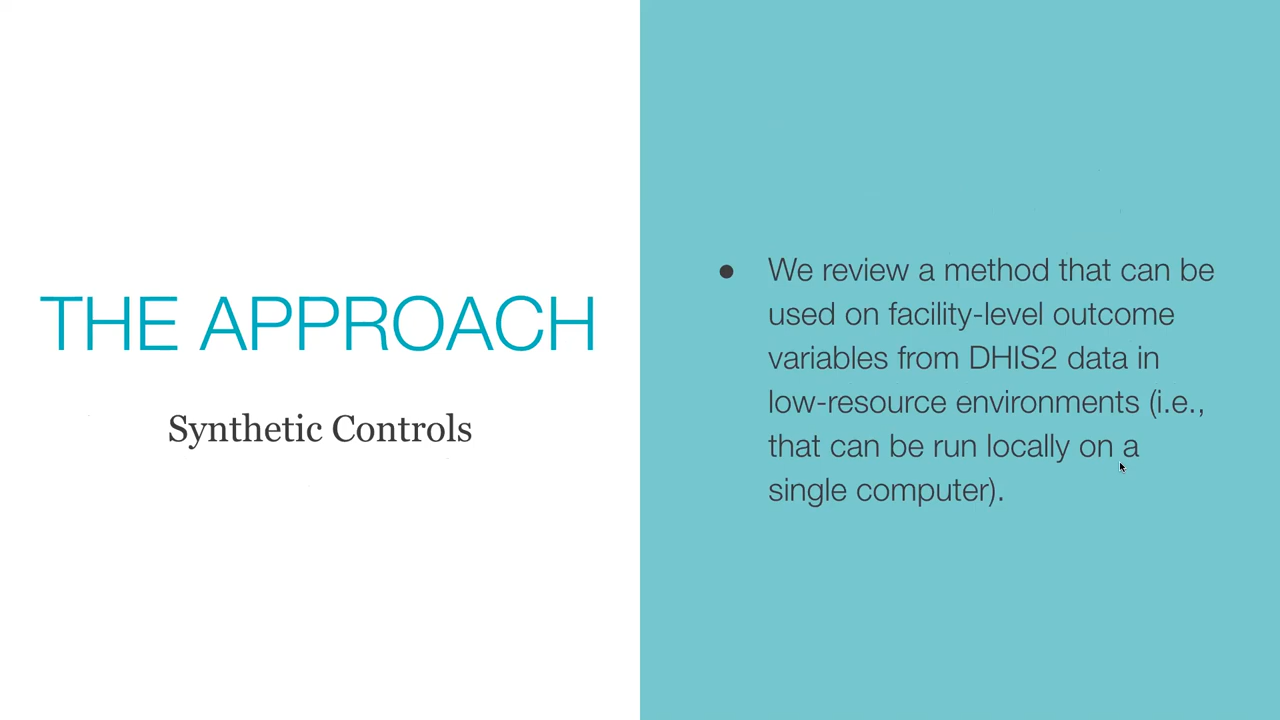 THE APPROACH
Synthetic Controls
● We review a method that can be
used on facility-level outcome
variables from DHIS2 data in
low-resource environments (i.e.,
that can be run locally on a
single computer).